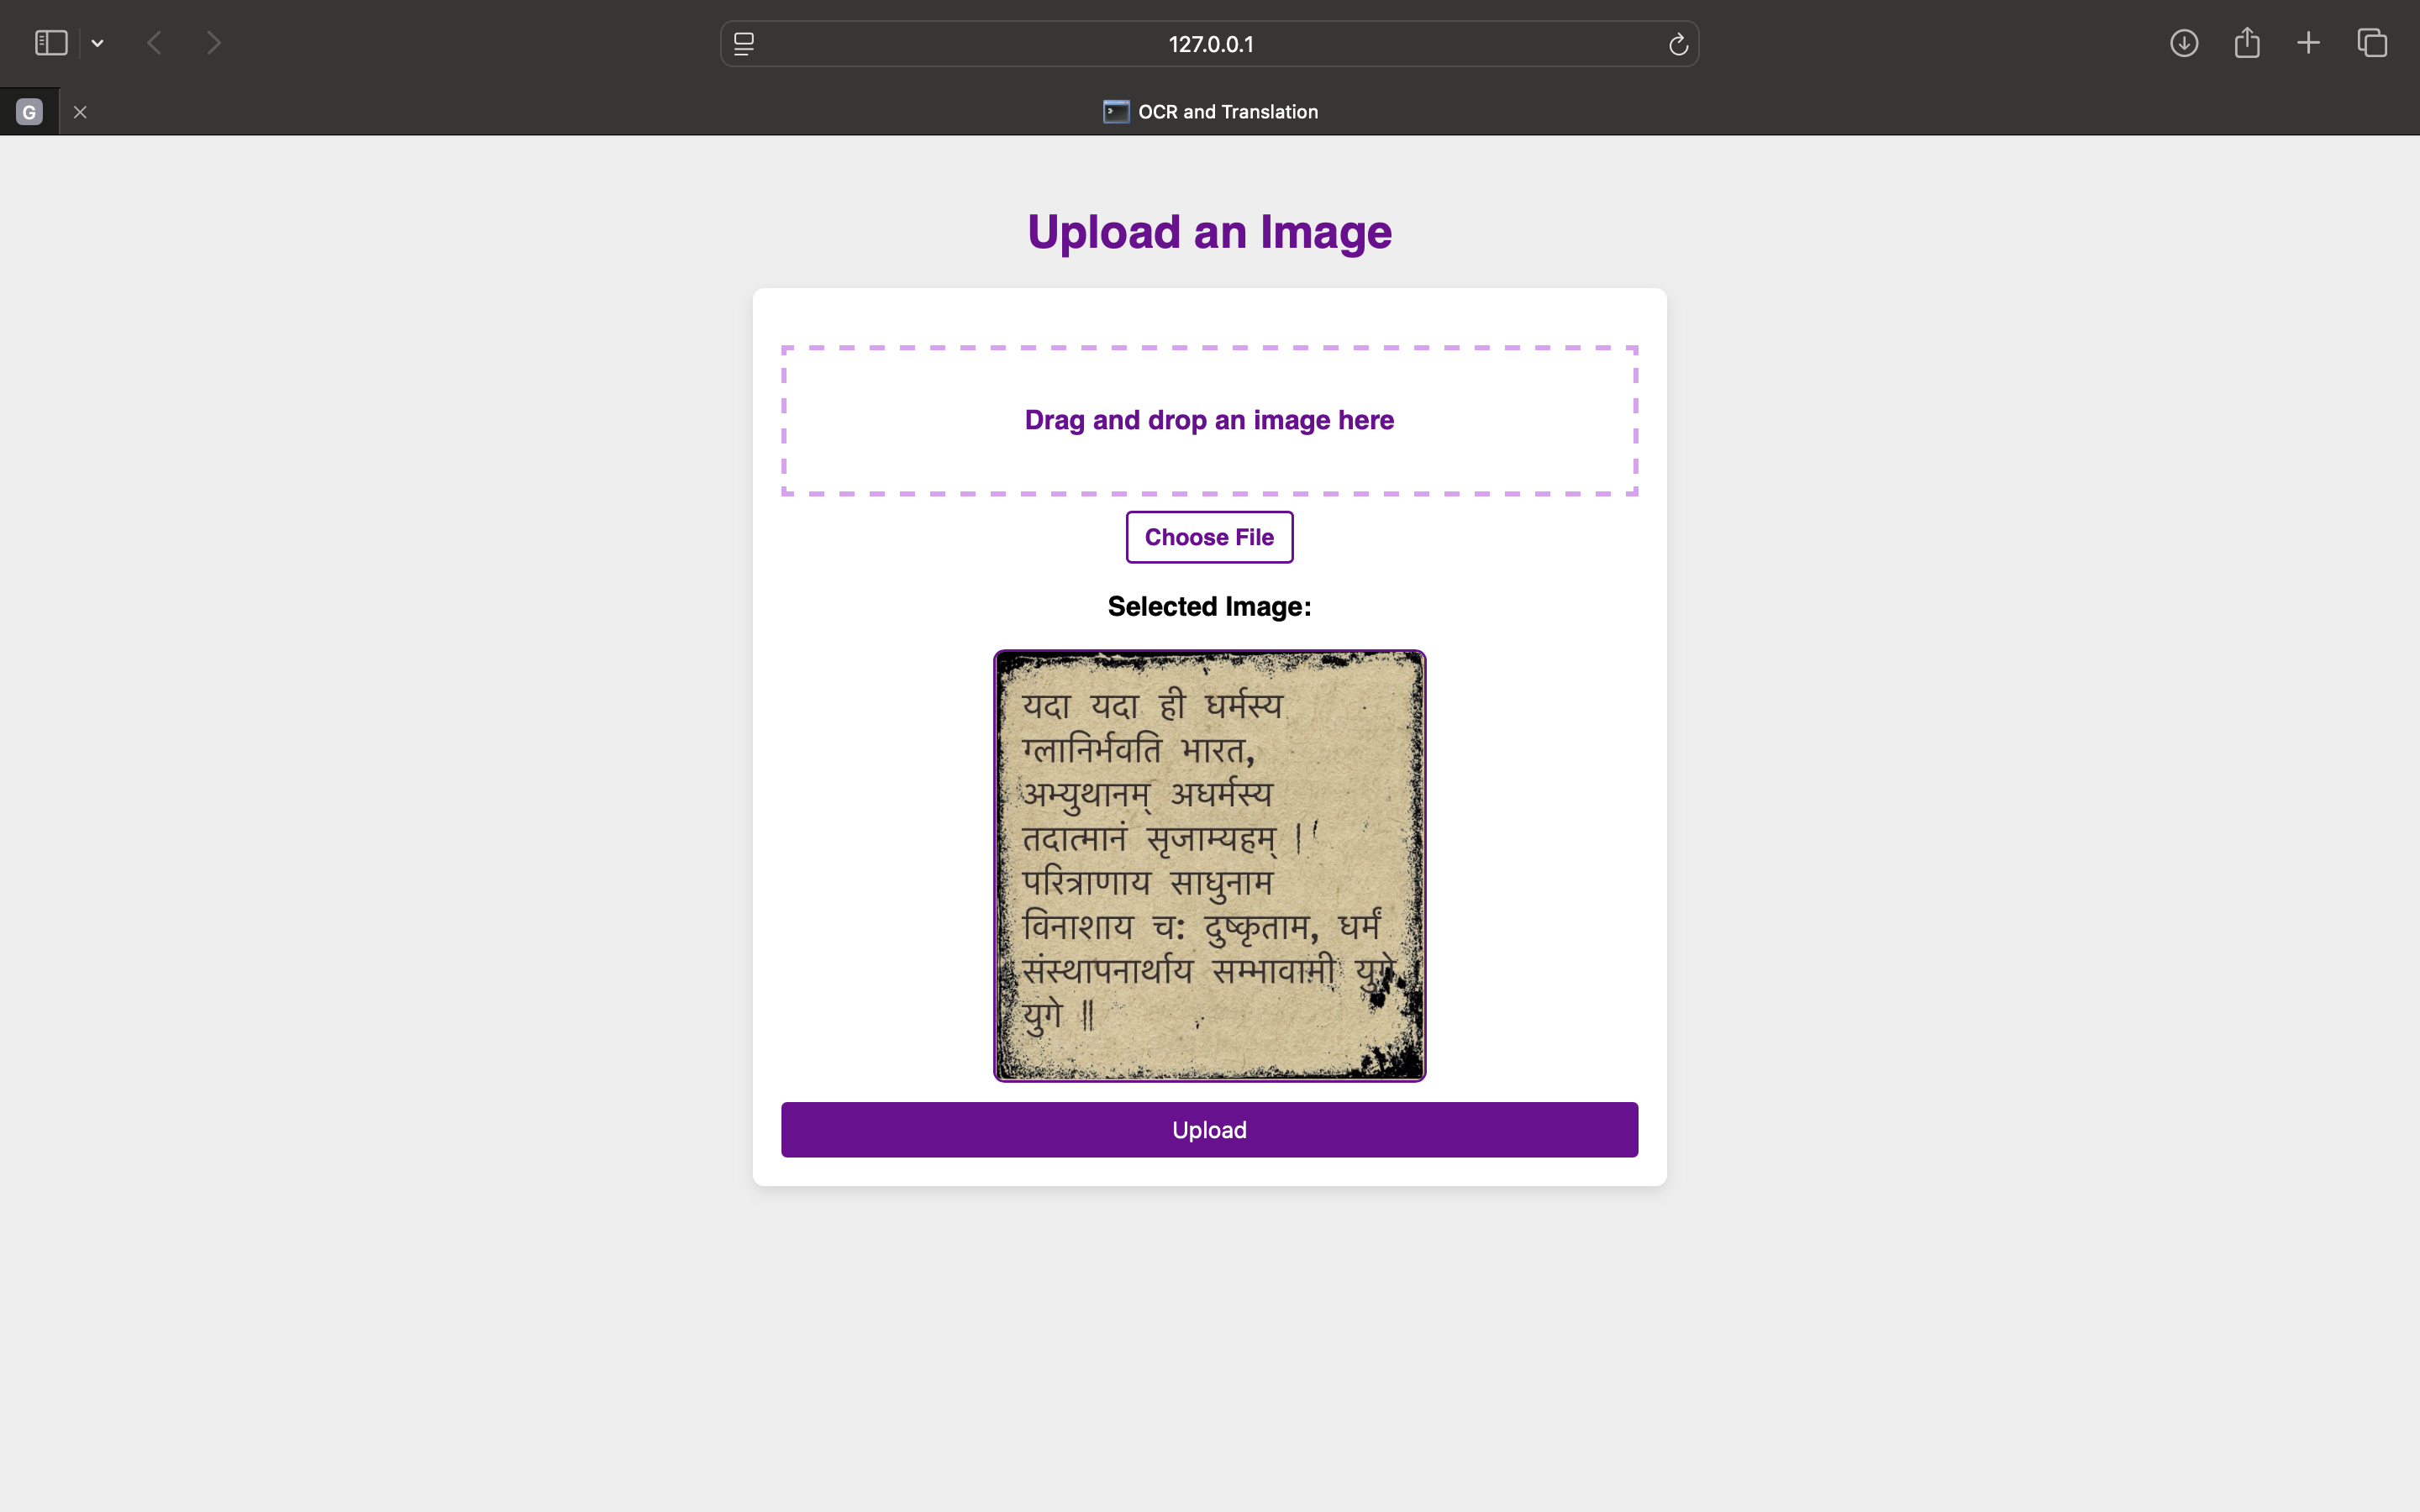 127.0.0.1
G
OCR and Translation
Upload an Image
Drag and drop an image here
Choose File
Selected Image:
यदा यदा ही धर्मस्य
ग्लानिर्भवति भारत,
अभ्युथानम् अधर्मस्य
तदात्मानं सृजाम्यहम् |
परित्राणाय साधुनाम
विनाशाय च: दुष्कृताम, धर्मं
संस्थापनार्थाय सम्भावामी युगे
युगे ॥
Upload